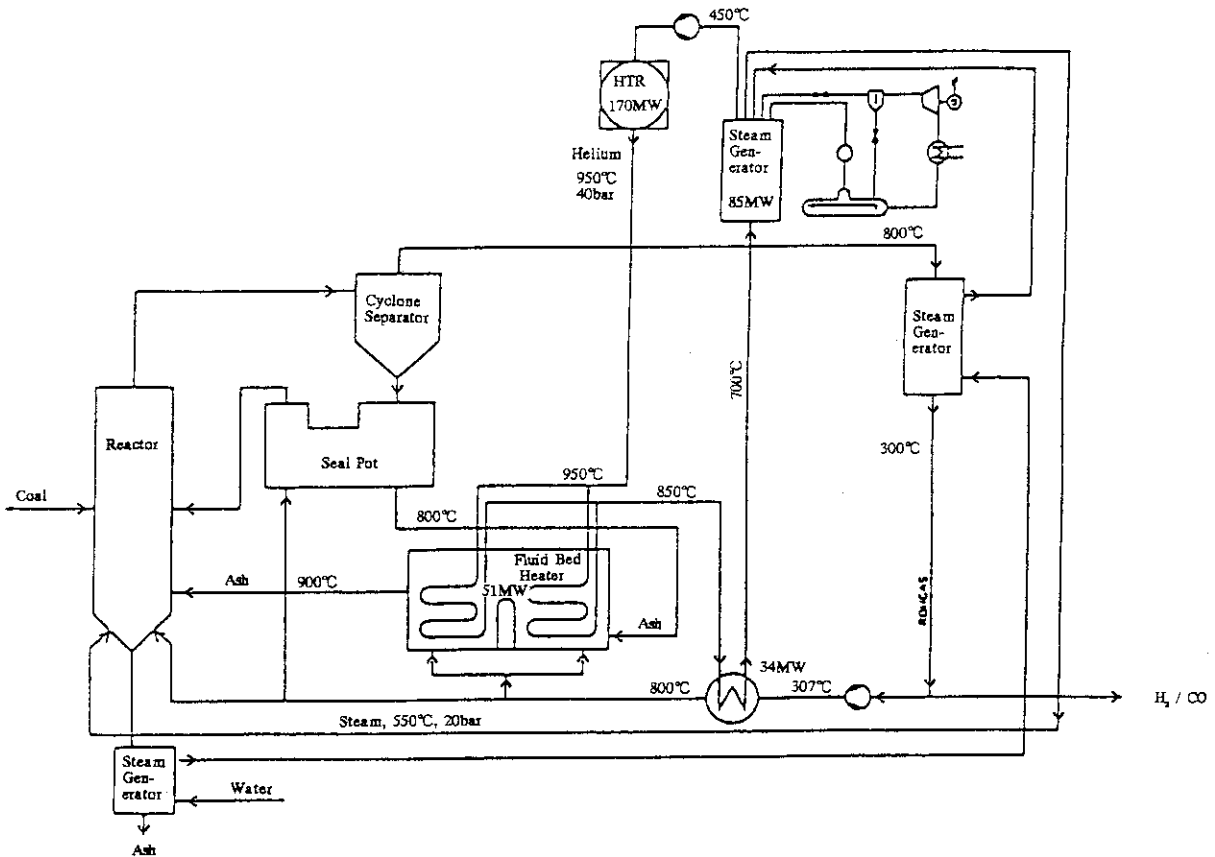 450°C
HTR
170MW
Helium
950°C
40bar
Steam
Gen-
erator
85MW
800°C
Cyclone
Separator
Steam
Gen-
erator
700°C
300°C
Reactor
Seal Pot
950°C
850°C
Coal
800°C
Fluid Bed
Heater
51MW
Ash
900°C
Ash
34MW
800°C
307°C
H₂ / CO
Steam, 550°C, 20bar
Steam
Gen-
erator
Water
Ash